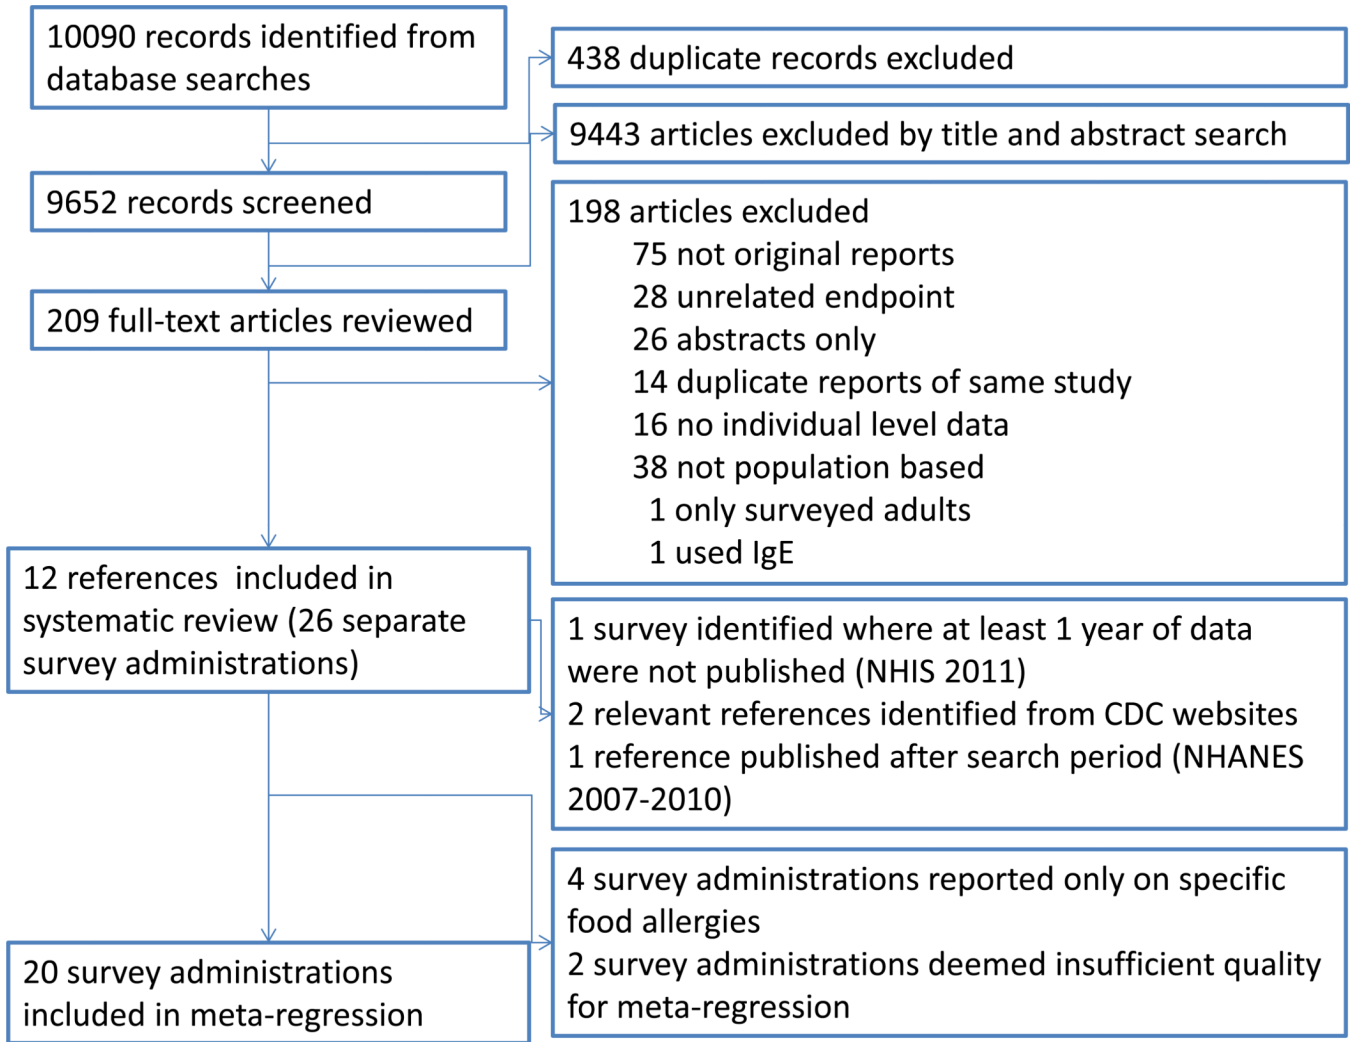 10090 records identified from
database searches
438 duplicate records excluded
9443 articles excluded by title and abstract search
9652 records screened
198 articles excluded
75 not original reports
28 unrelated endpoint
26 abstracts only
14 duplicate reports of same study
16 no individual level data
38 not population based
1 only surveyed adults
1 used IgE
209 full-text articles reviewed
12 references included in
systematic review (26 separate
survey administrations)
1 survey identified where at least 1 year of data
were not published (NHIS 2011)
2 relevant references identified from CDC websites
1 reference published after search period (NHANES
2007-2010)
4 survey administrations reported only on specific
food allergies
2 survey administrations deemed insufficient quality
for meta-regression
20 survey administrations
included in meta-regression